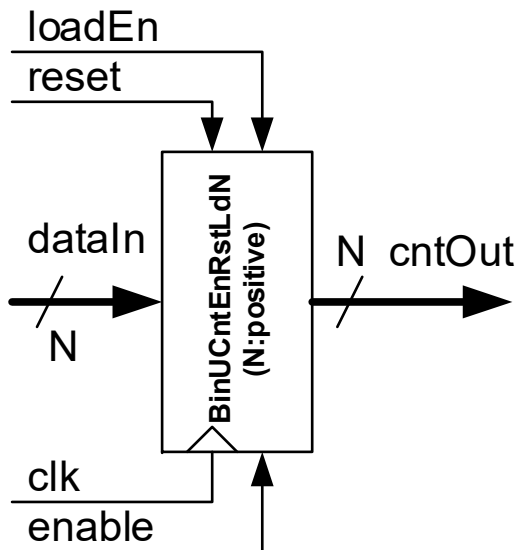 loadEn
reset
dataIn
N
BinUCntEnRstLdN
(N:positive)
N
cntOut
clk
enable